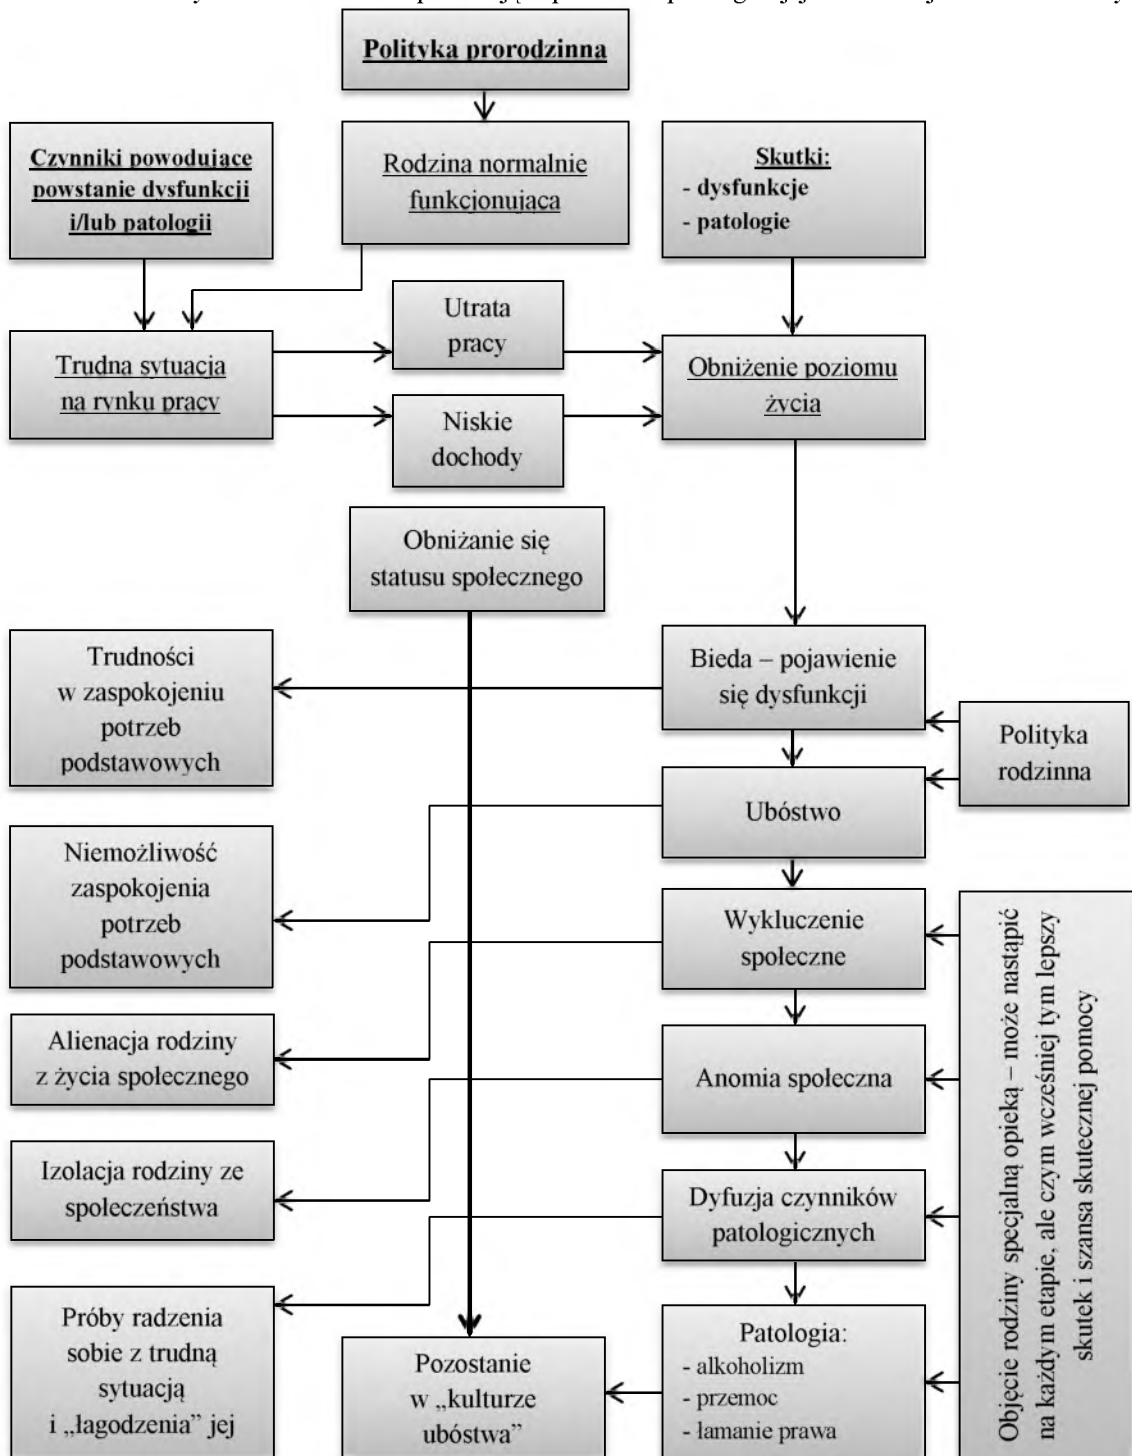 Polityka prorodzinna
Czynniki powodujące
powstanie dysfunkcji
i/lub patologii
Rodzina normalnie
funkcjonująca
Skutki:
- dysfunkcje
- patologie
Utrata
pracy
Trudna sytuacja
na rynku pracy
Obniżenie poziomu
życia
Niskie
dochody
Obniżanie się
statusu społecznego
Trudności
w zaspokojeniu
potrzeb
podstawowych
Bieda – pojawienie
się dysfunkcji
Polityka
rodzinna
Ubóstwo
Niemożliwość
zaspokojenia
potrzeb
podstawowych
Wykluczenie
społeczne
Alienacja rodziny
z życia społecznego
Anomia społeczna
Izolacja rodziny ze
społeczeństwa
Dyfuzja czynników
patologicznych
Objęcie rodziny specjalną opieką – może nastąpić
na każdym etapie, ale czym wcześniej tym lepszy
skutek i szansa skutecznej pomocy
Próby radzenia
sobie z trudną
sytuacją
i „łagodzenia” jej
Pozostanie
w „kulturze
ubóstwa”
Patologia:
- alkoholizm
- przemoc
- łamanie prawa